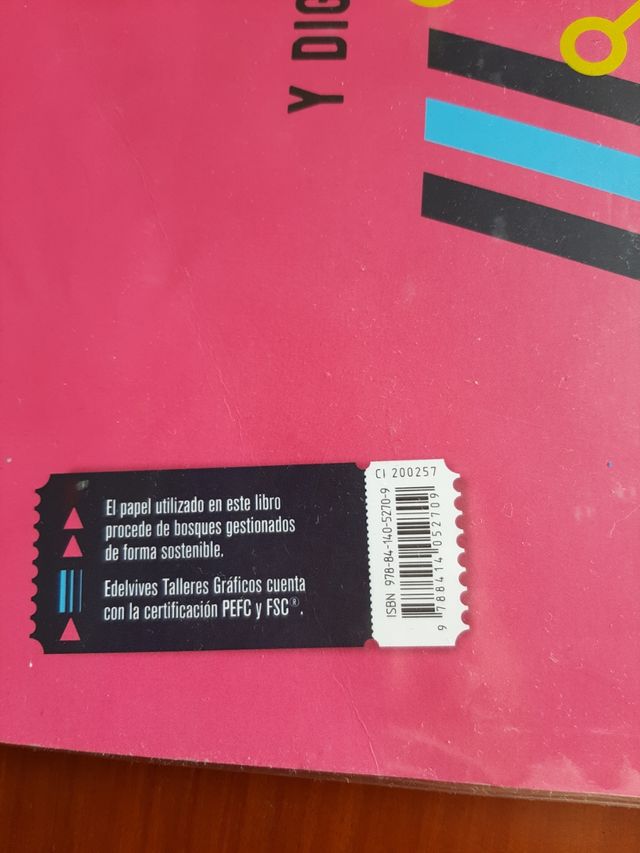 Y DIG
El papel utilizado en este libro
procede de bosques gestionados
de forma sostenible.
Edelvives Talleres Gráficos cuenta
con la certificación PEFC y FSC®.
CI 200257
ISBN 978-84-140-5270-9
9 788414 052709